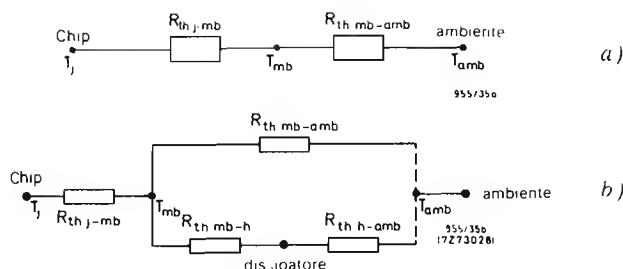 Chip
R th j-mb
R th mb-amb
ambiente
T j
T mb
T amb
a)
955/35a
R th mb-amb
Chip
T j
R th j-mb
T mb
T amb
ambiente
b)
R th mb-h
R th h-amb
955/35b
(7Z73028)